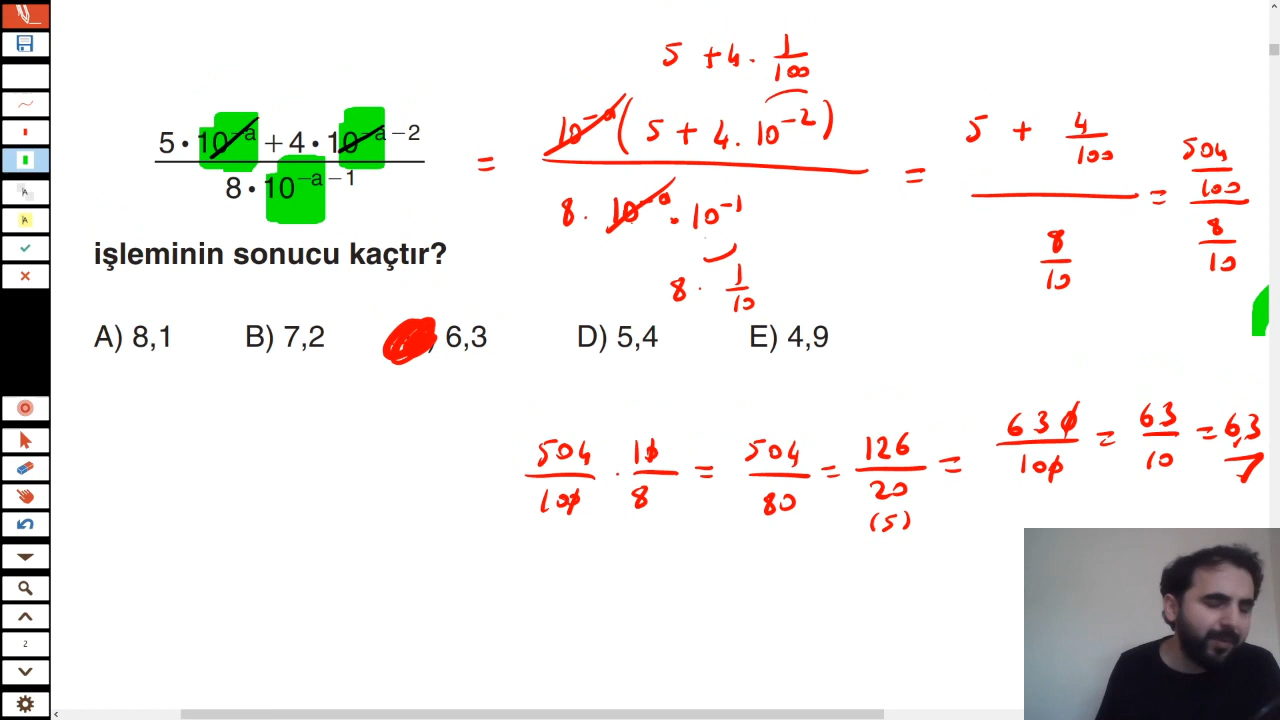 5 + 4 · 1/100
(5 · 10^{-a} + 4 · 10^{-a-2}) / (8 · 10^{-a-1}) = (10^{-a}(5 + 4 · 10^{-2})) / (8 · 10^{-a} · 10^{-1}) = (5 + 4/100) / (8/10) = (504/100) / (8/10)
8 · 1/10
işleminin sonucu kaçtır?
A) 8,1 B) 7,2 ) 6,3 D) 5,4 E) 4,9
504/100 · 10/8 = 504/80 = 126/20 = 630/100 = 63/10 = 6,3
(5)
A
A
2